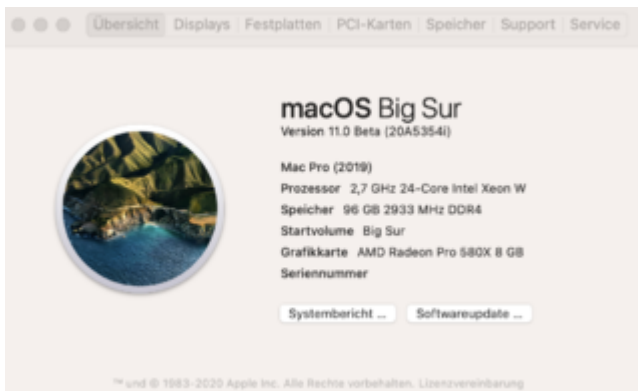 Übersicht Displays Festplatten PCI-Karten Speicher Support Service
macOS Big Sur
Version 11.0 Beta (20A5354i)
Mac Pro (2019)
Prozessor 2,7 GHz 24-Core Intel Xeon W
Speicher 96 GB 2933 MHz DDR4
Startvolume Big Sur
Grafikkarte AMD Radeon Pro 580X 8 GB
Seriennummer
Systembericht ... Softwareupdate ...
™ und © 1983-2020 Apple Inc. Alle Rechte vorbehalten. Lizenzvereinbarung